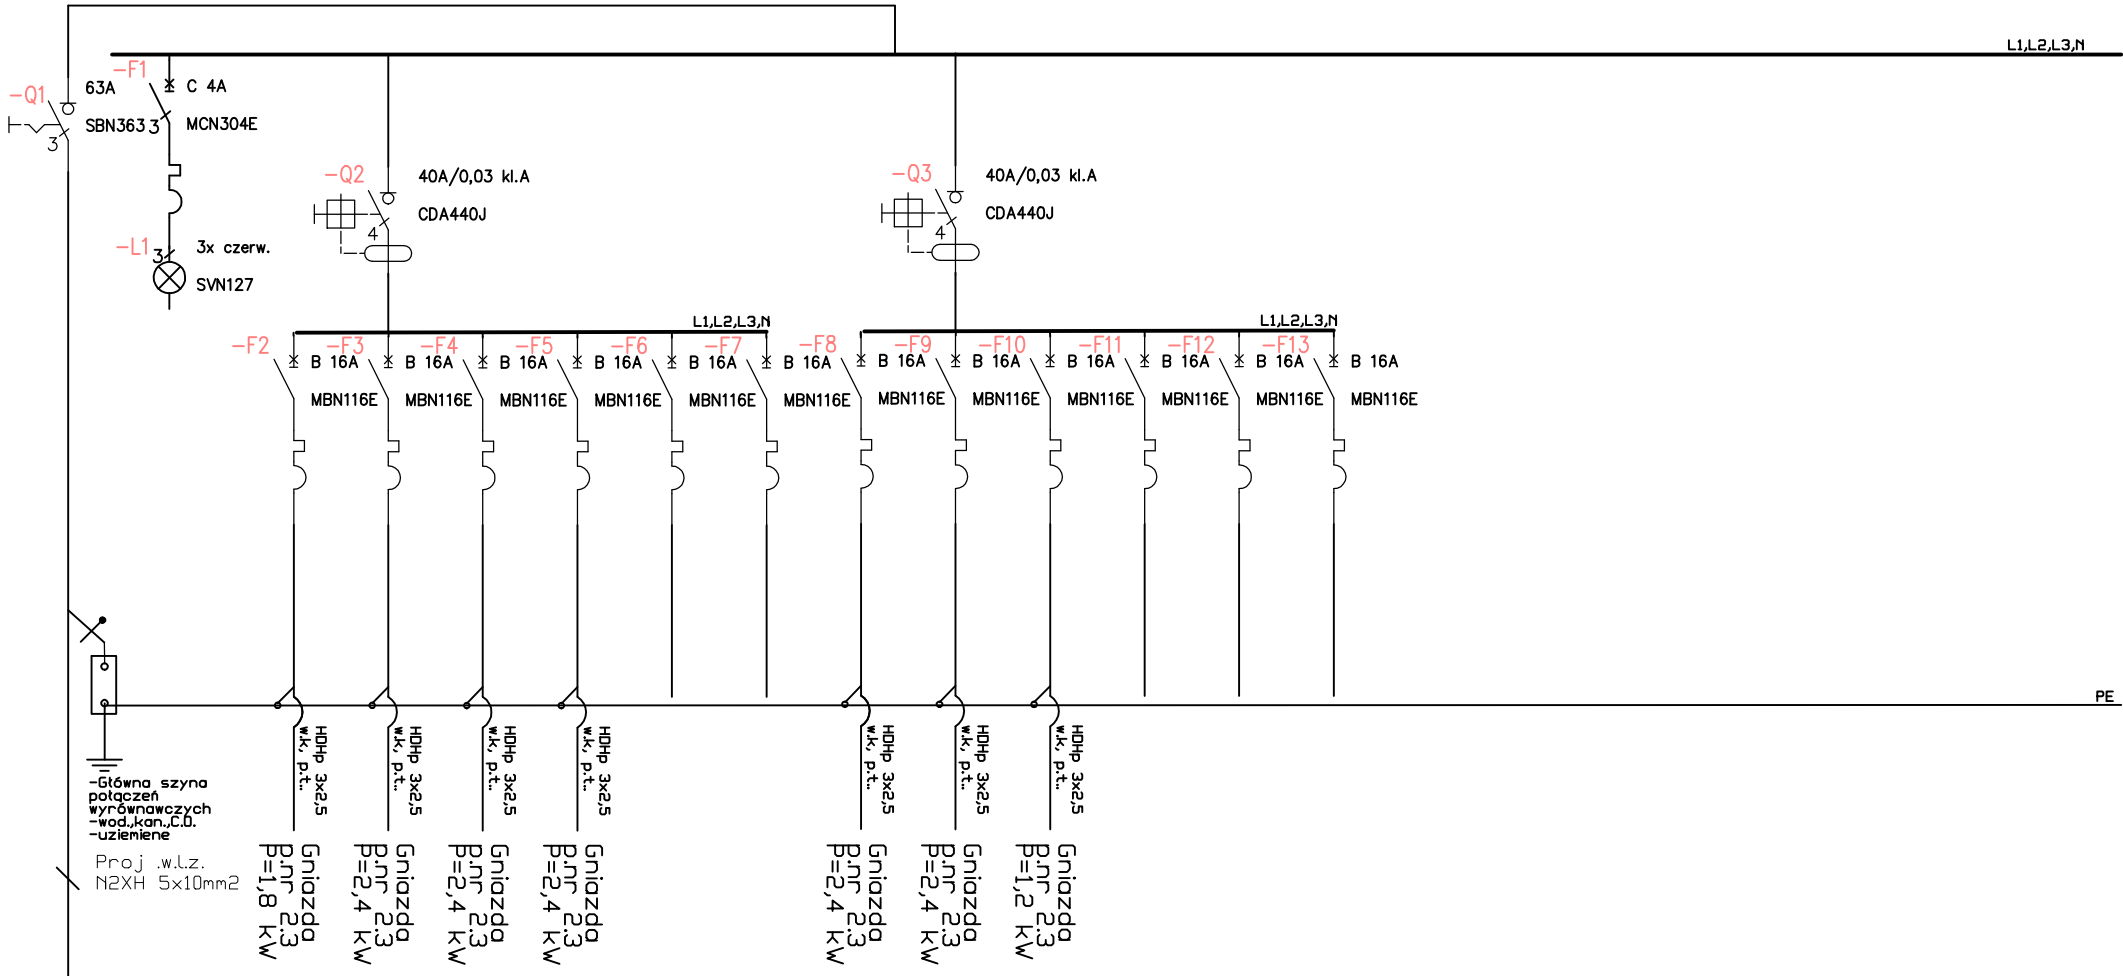 L1,L2,L3,N
-F1
C 4A
3
MCN304E
63A
-Q1
SBN363
3
-L1
3
3x czerw.
SVN127
-Q2
40A/0,03 kl.A
CDA440J
4
-Q3
40A/0,03 kl.A
CDA440J
4
L1,L2,L3,N
L1,L2,L3,N
-F2
B 16A
MBN116E
-F3
B 16A
MBN116E
-F4
B 16A
MBN116E
-F5
B 16A
MBN116E
-F6
B 16A
MBN116E
-F7
B 16A
MBN116E
-F8
B 16A
MBN116E
-F9
B 16A
MBN116E
-F10
B 16A
MBN116E
-F11
B 16A
MBN116E
-F12
B 16A
MBN116E
-F13
B 16A
MBN116E
PE
-Główna szyna
połączeń
wyrównawczych
-wod.,kan.,C.O.
-uziemiene
Proj .w.l.z.
N2XH 5x10mm2
HDHp 3x2,5
w.k, p.t..
Gniazda
p.nr 2.3
P=1,8 kW
HDHp 3x2,5
w.k, p.t..
Gniazda
p.nr 2.3
P=2,4 kW
HDHp 3x2,5
w.k, p.t..
Gniazda
p.nr 2.3
P=2,4 kW
HDHp 3x2,5
w.k, p.t..
Gniazda
p.nr 2.3
P=2,4 kW
HDHp 3x2,5
w.k, p.t..
Gniazda
p.nr 2.3
P=2,4 kW
HDHp 3x2,5
w.k, p.t..
Gniazda
p.nr 2.3
P=2,4 kW
HDHp 3x2,5
w.k, p.t..
Gniazda
p.nr 2.3
P=1,2 kW